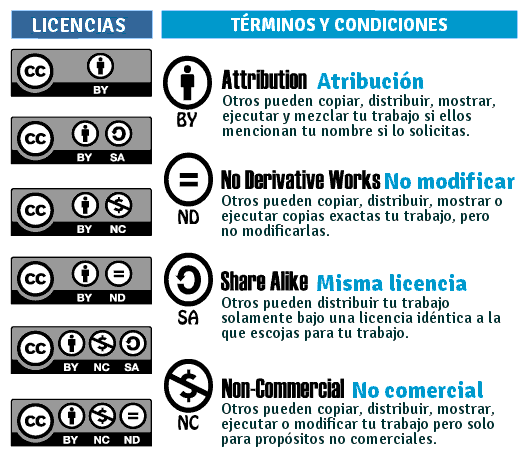 LICENCIAS
CC
BY
CC
BY SA
CC
BY NC
CC
BY ND
CC
BY NC SA
CC
BY NC ND
TÉRMINOS Y CONDICIONES
Attribution Atribución
BY
Otros pueden copiar, distribuir, mostrar,
ejecutar y mezclar tu trabajo si ellos
mencionan tu nombre si lo solicitas.
No Derivative Works No modificar
ND
Otros pueden copiar, distribuir, mostrar o
ejecutar copias exactas tu trabajo, pero
no modificarlas.
Share Alike Misma licencia
SA
Otros pueden distribuir tu trabajo
solamente bajo una licencia idéntica a la
que escojas para tu trabajo.
Non-Commercial No comercial
NC
Otros pueden copiar, distribuir, mostrar,
ejecutar o modificar tu trabajo pero solo
para propósitos no comerciales.